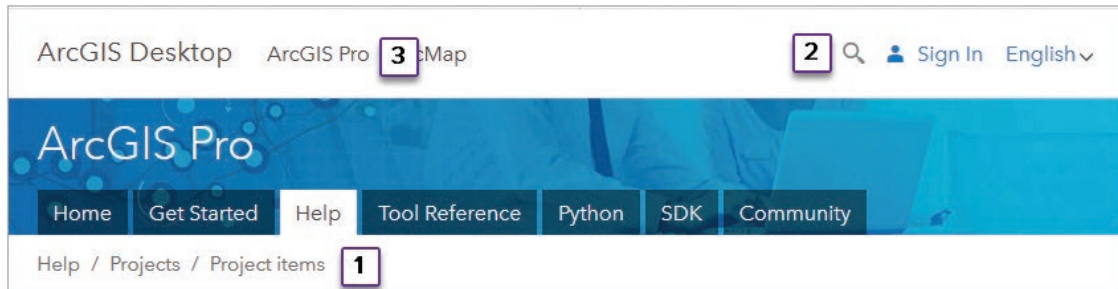 ArcGIS Desktop ArcGIS Pro 3 cMap 2 Sign In English
ArcGIS Pro
Home Get Started Help Tool Reference Python SDK Community
Help / Projects / Project items 1